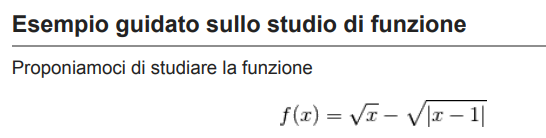 Esempio guidato sullo studio di funzione
Proponiamoci di studiare la funzione
f(x) = √x − √|x − 1|